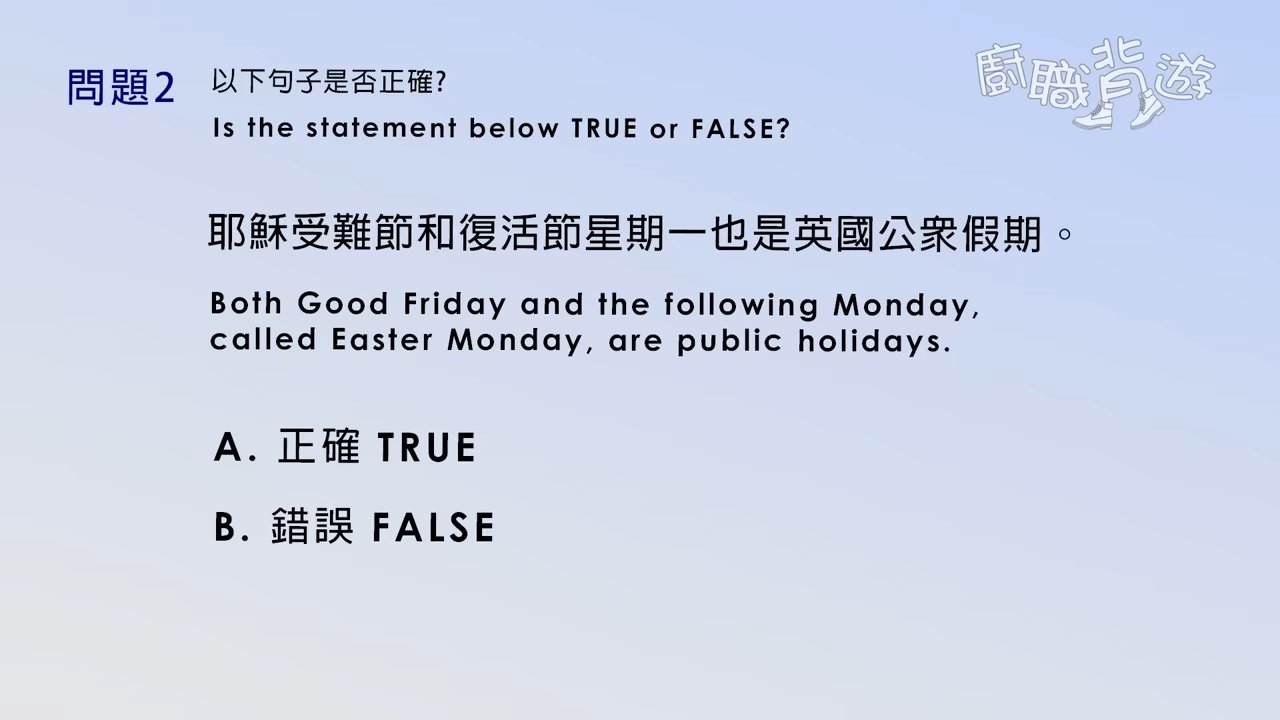 廚職背遊
問題2
以下句子是否正確?
Is the statement below TRUE or FALSE?
耶穌受難節和復活節星期一也是英國公眾假期。
Both Good Friday and the following Monday,
called Easter Monday, are public holidays.
A. 正確 TRUE
B. 錯誤 FALSE